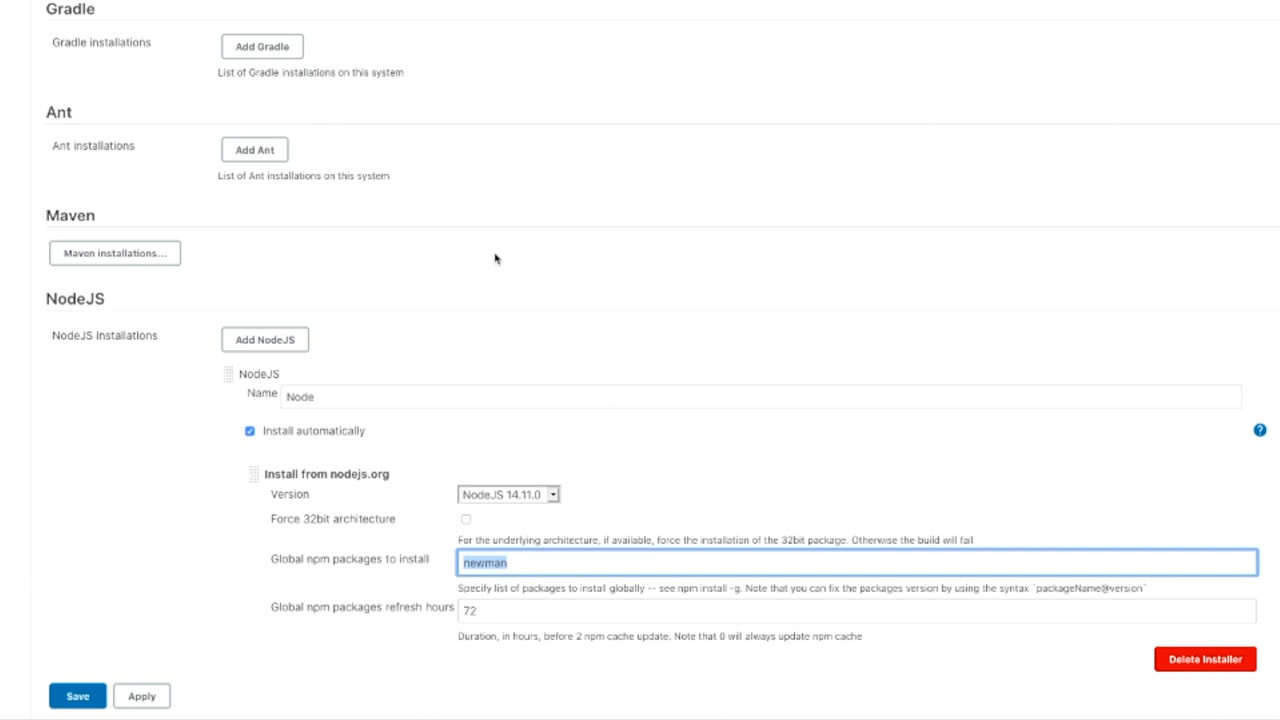 Gradle
Gradle installations
Add Gradle
List of Gradle installations on this system
Ant
Ant installations
Add Ant
List of Ant installations on this system
Maven
Maven installations...
NodeJS
NodeJS Installations
Add NodeJS
NodeJS
Name Node
Install automatically
?
Install from nodejs.org
Version NodeJS 14.11.0
Force 32bit architecture
For the underlying architecture, if available, force the installation of the 32bit package. Otherwise the build will fail
Global npm packages to install newman
Specify list of packages to install globally -- see npm install -g. Note that you can fix the packages version by using the syntax `packageName@version`
Global npm packages refresh hours 72
Duration, in hours, before 2 npm cache update. Note that 0 will always update npm cache
Delete Installer
Save Apply